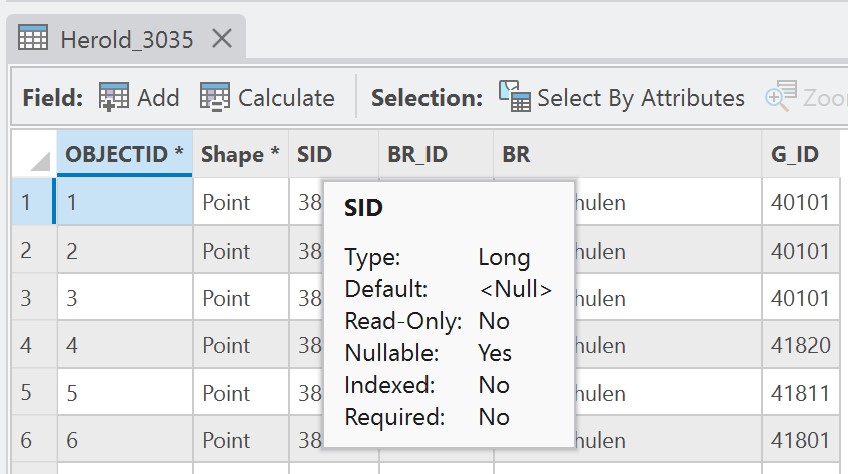 Herold_3035
Field: Add Calculate Selection: Select By Attributes Zoo
OBJECTID * Shape * SID BR_ID BR G_ID
1 1 Point 38 hulen 40101
2 2 Point 38 hulen 40101
3 3 Point 38 hulen 40101
4 4 Point 38 hulen 41820
5 5 Point 38 hulen 41811
6 6 Point 38 hulen 41801
SID
Type: Long
Default: <Null>
Read-Only: No
Nullable: Yes
Indexed: No
Required: No